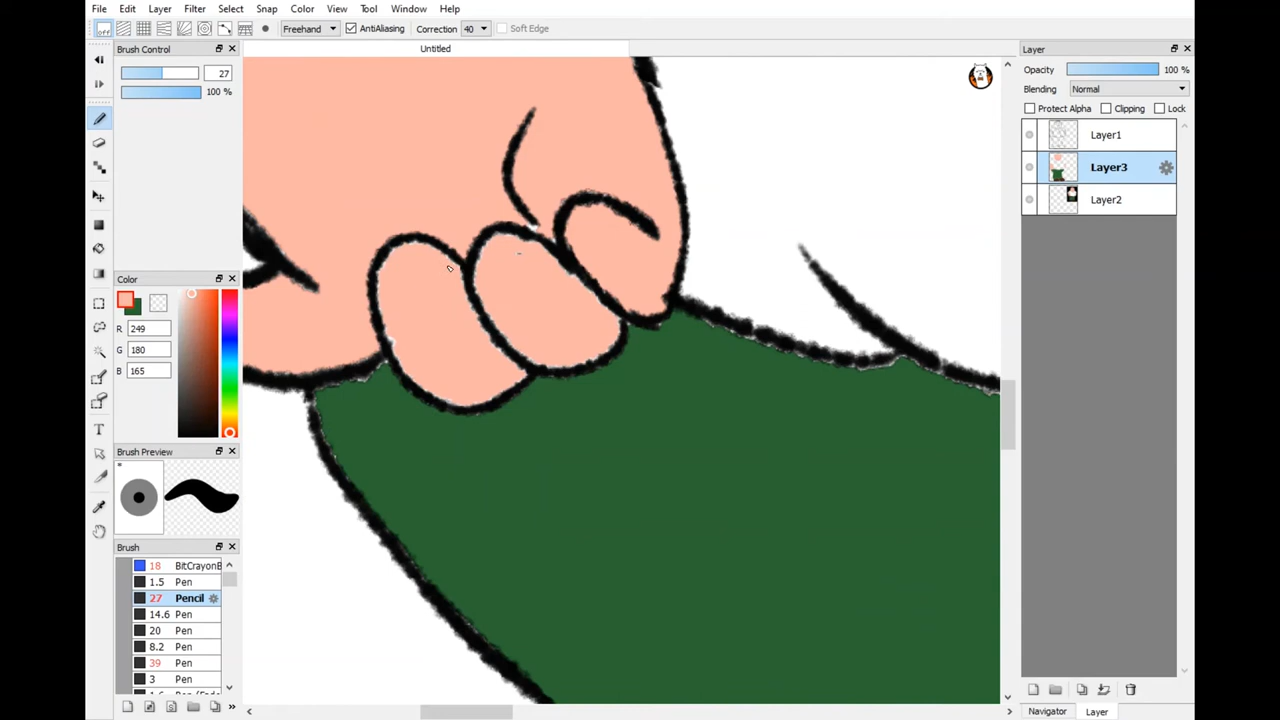 File Edit Layer Filter Select Snap Color View Tool Window Help
off Freehand AntiAliasing Correction 40 Soft Edge
Brush Control
27
100 %
Untitled
Layer
Opacity 100 %
Blending Normal
Protect Alpha Clipping Lock
Layer1
Layer3
Layer2
Color
R 249
G 180
B 165
T
Brush Preview
*
Brush
18 BitCrayonB
1.5 Pen
27 Pencil
14.6 Pen
20 Pen
8.2 Pen
39 Pen
3 Pen
Navigator Layer